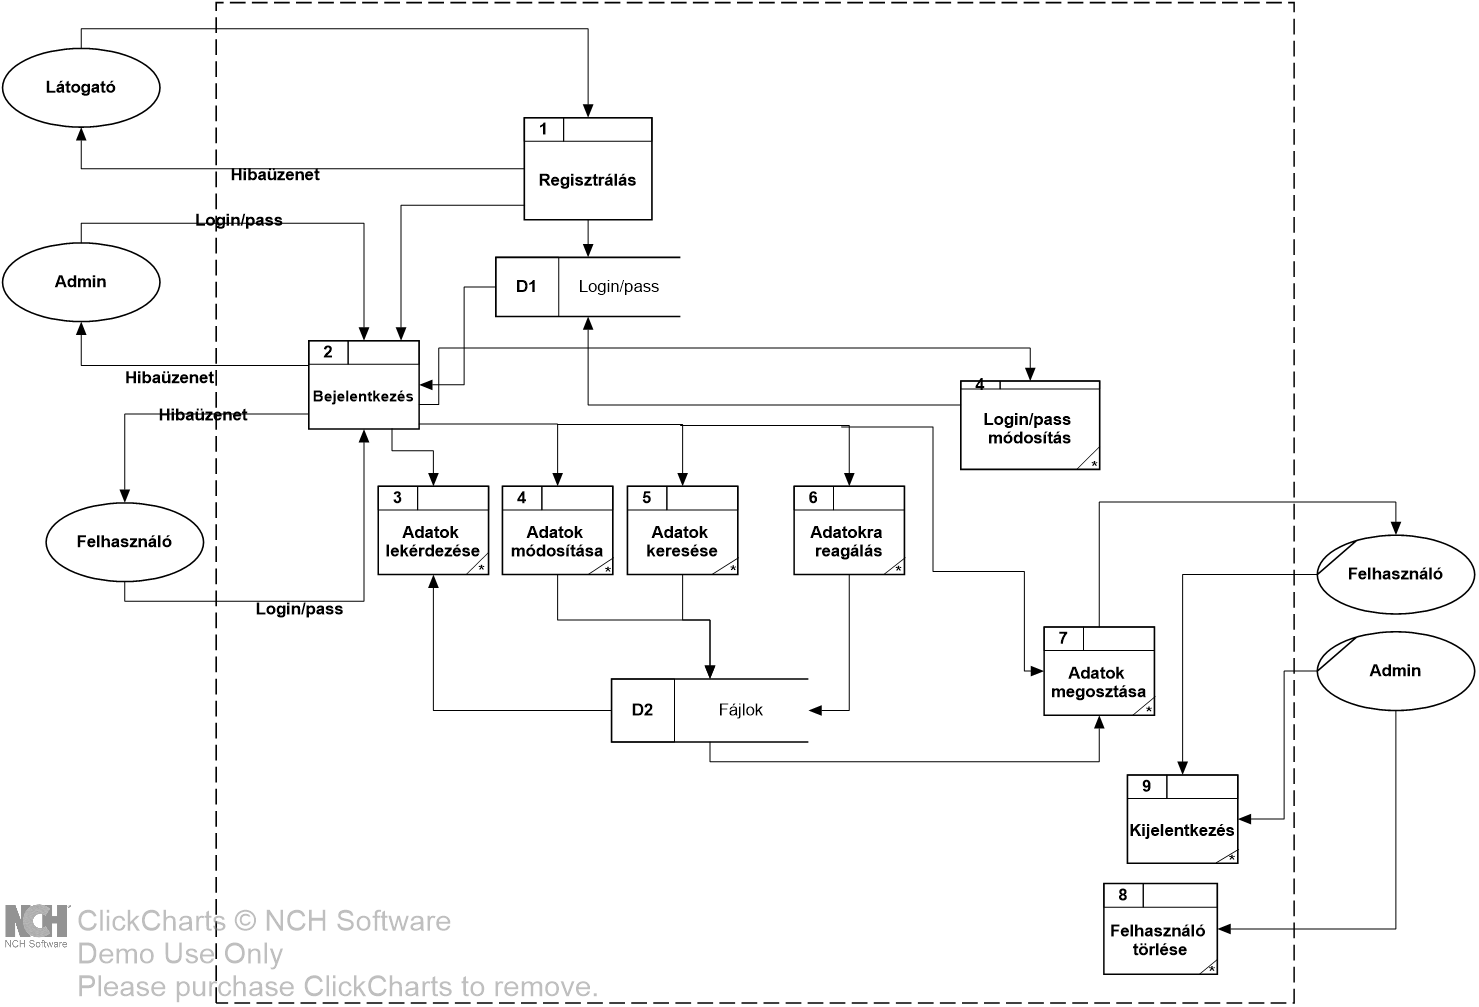 Látogató
1
Regisztrálás
Hibaüzenet
Login/pass
Admin
D1
Login/pass
2
Bejelentkezés
Hibaüzenet
Hibaüzenet
4
Login/pass
módosítás
*
3
Adatok
lekérdezése
*
4
Adatok
módosítása
*
5
Adatok
keresése
*
6
Adatokra
reagálás
*
Felhasználó
Login/pass
Felhasználó
7
Adatok
megosztása
*
Admin
D2
Fájlok
9
Kijelentkezés
*
8
Felhasználó
törlése
*
NCH
NCH Software
ClickCharts © NCH Software
Demo Use Only
Please purchase ClickCharts to remove.